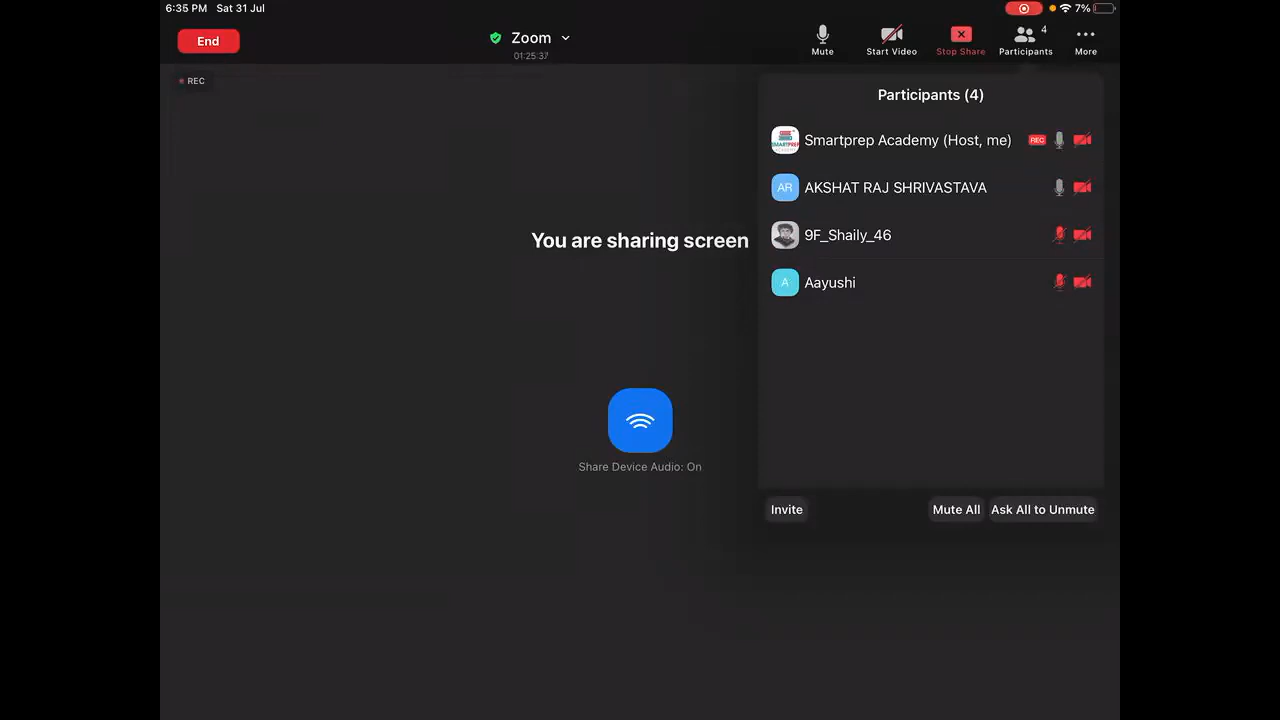 6:35 PM Sat 31 Jul 7%
End Zoom 01:25:37 Mute Start Video Stop Share Participants 4 More
REC
Participants (4)
Smartprep Academy (Host, me) REC
AR AKSHAT RAJ SHRIVASTAVA
9F_Shaily_46
A Aayushi
You are sharing screen
Share Device Audio: On
Invite Mute All Ask All to Unmute